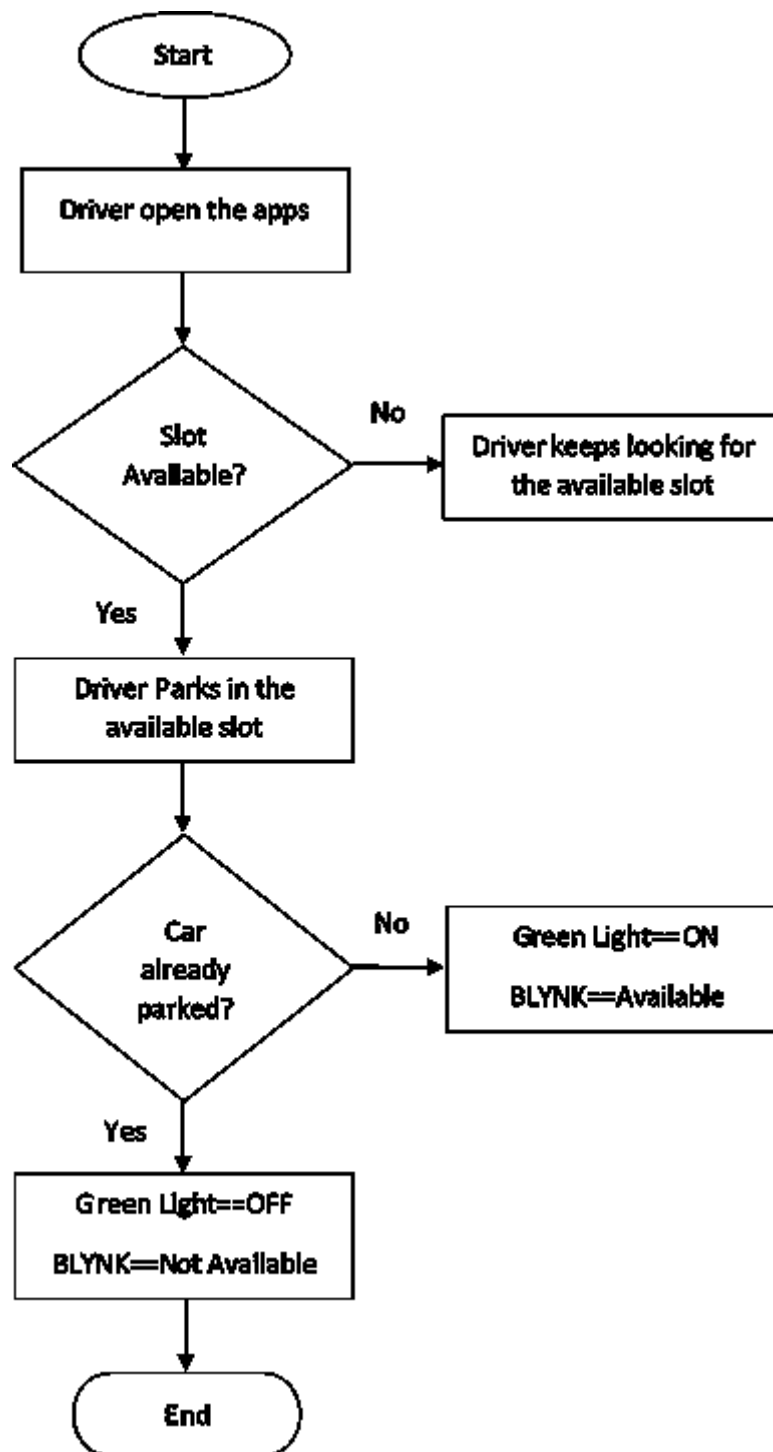 Start
Driver open the apps
Slot
Available?
No
Driver keeps looking for
the available slot
Yes
Driver Parks in the
available slot
Car
already
parked?
No
Green Light==ON
BLYNK==Available
Yes
Green Light==OFF
BLYNK==Not Available
End